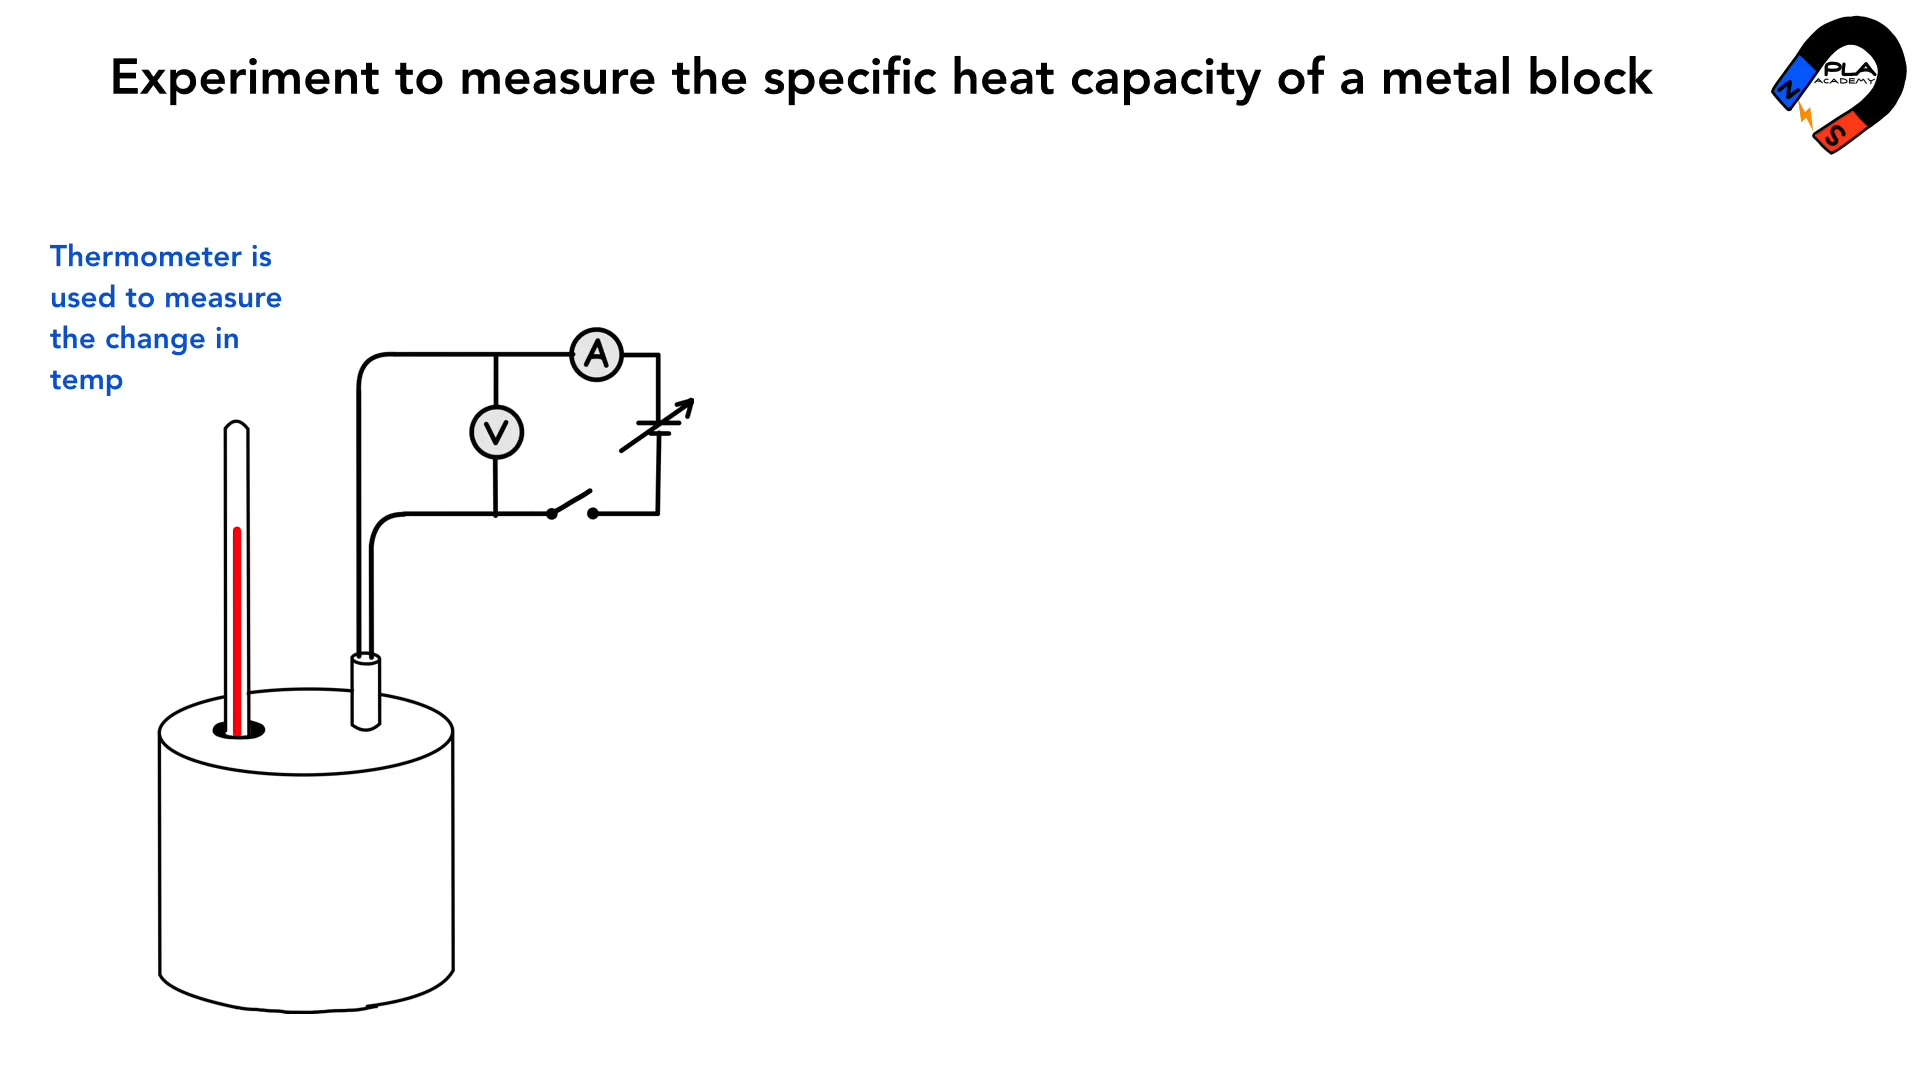 Experiment to measure the specific heat capacity of a metal block
PLA
ACADEMY
N
S
Thermometer is
used to measure
the change in
temp
A
V